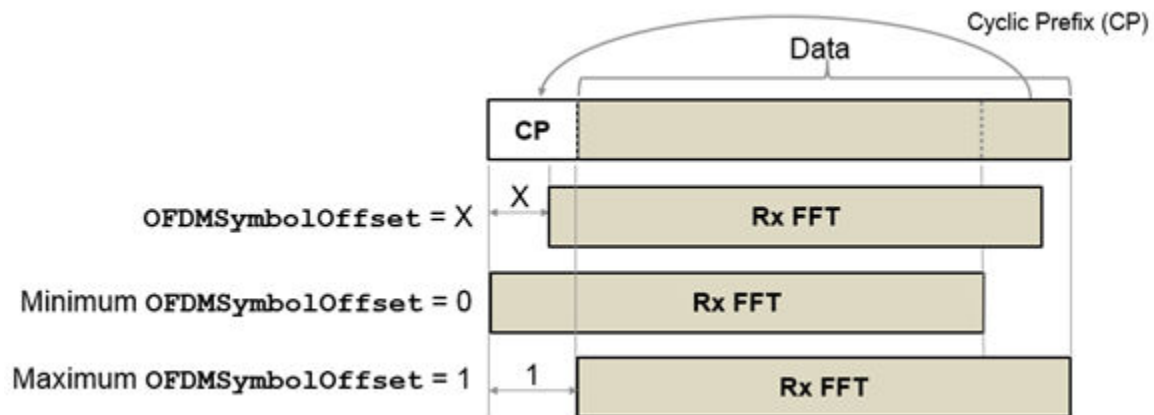 Cyclic Prefix (CP)
Data
CP
X
OFDMSymbolOffset = X
Rx FFT
Minimum OFDMSymbolOffset = 0
Rx FFT
Maximum OFDMSymbolOffset = 1
1
Rx FFT